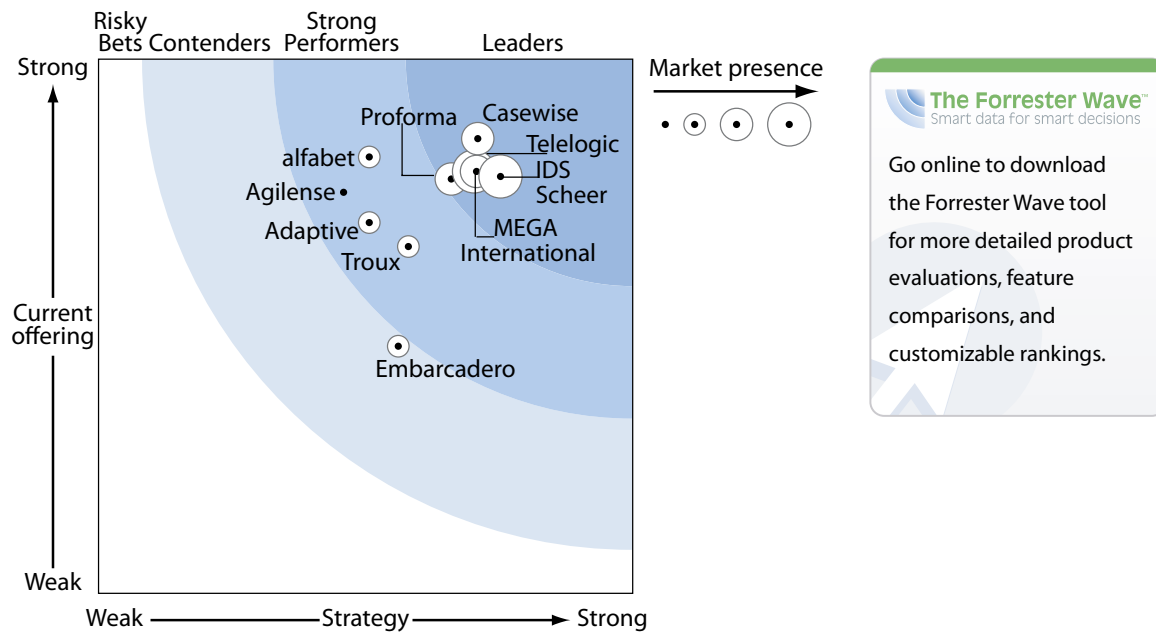 Risky
Bets
Contenders
Strong
Performers
Leaders
Strong
Current
offering
Weak
Weak
Strategy
Strong
Proforma
Casewise
Telelogic
IDS
Scheer
MEGA
International
alfabet
Agilense
Adaptive
Troux
Embarcadero
Market presence
The Forrester Wave™
Smart data for smart decisions
Go online to download
the Forrester Wave tool
for more detailed product
evaluations, feature
comparisons, and
customizable rankings.